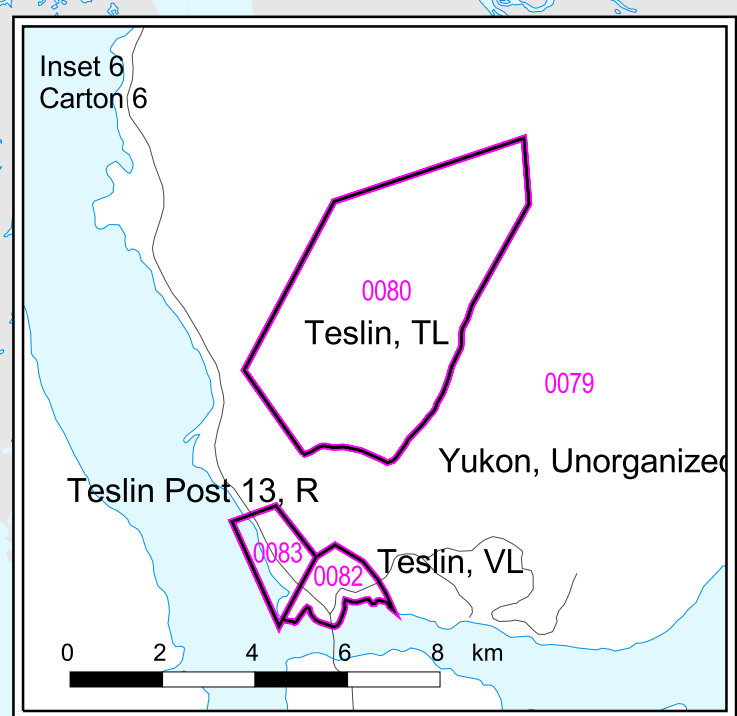 Inset 6
Carton 6
0080
Teslin, TL
0079
Yukon, Unorganized
Teslin Post 13, R
0083
0082
Teslin, VL
0 2 4 6 8 km